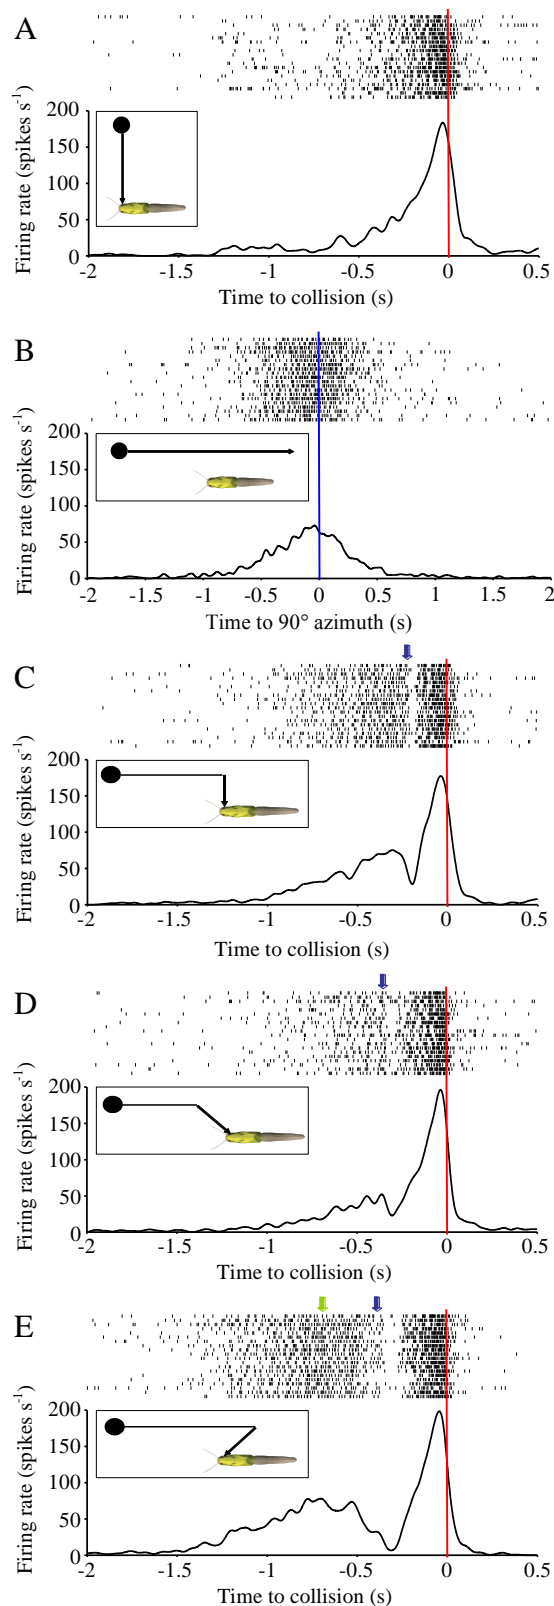 A
Firing rate (spikes s-1)
200
150
100
50
0
-2 -1.5 -1 -0.5 0 0.5
Time to collision (s)
B
Firing rate (spikes s-1)
200
150
100
50
0
-2 -1.5 -1 -0.5 0 0.5 1 1.5 2
Time to 90° azimuth (s)
C
Firing rate (spikes s-1)
200
150
100
50
0
-2 -1.5 -1 -0.5 0 0.5
Time to collision (s)
D
Firing rate (spikes s-1)
200
150
100
50
0
-2 -1.5 -1 -0.5 0 0.5
Time to collision (s)
E
Firing rate (spikes s-1)
200
150
100
50
0
-2 -1.5 -1 -0.5 0 0.5
Time to collision (s)